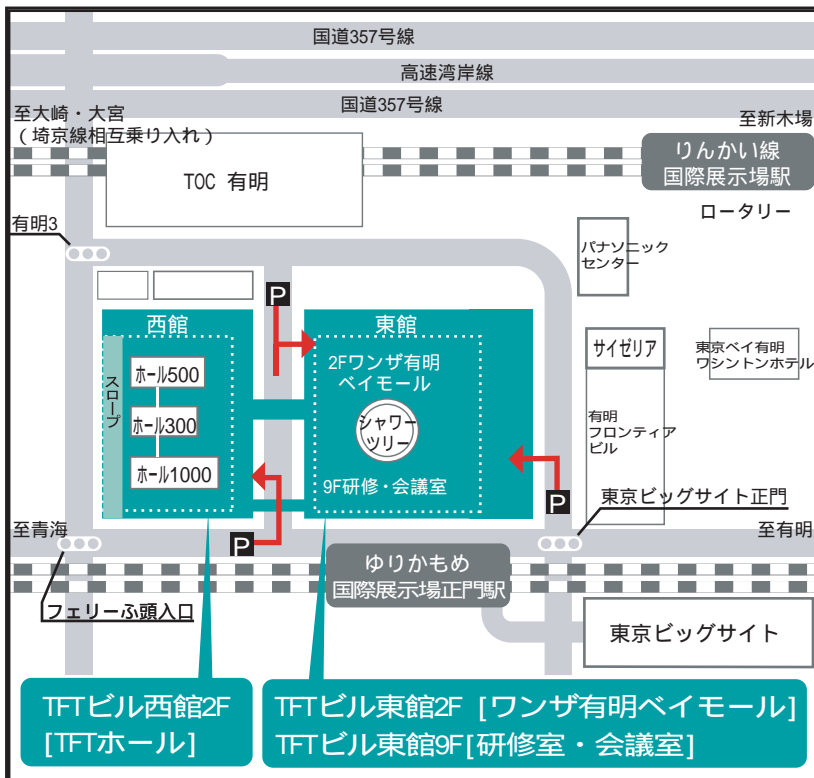 国道357号線
高速湾岸線
国道357号線
至大崎・大宮
(埼京線相互乗り入れ)
至新木場
りんかい線
国際展示場駅
TOC 有明
ロータリー
有明3
パナソニック
センター
P
西館
東館
スロープ
ホール500
ホール300
ホール1000
2Fワンザ有明
ベイモール
シャワー
ツリー
9F研修・会議室
サイゼリア
東京ベイ有明
ワシントンホテル
有明
フロンティア
ビル
P
東京ビッグサイト正門
至青海
P
至有明
ゆりかもめ
国際展示場正門駅
フェリーふ頭入口
東京ビッグサイト
TFTビル西館2F
[TFTホール]
TFTビル東館2F [ワンザ有明ベイモール]
TFTビル東館9F[研修室・会議室]